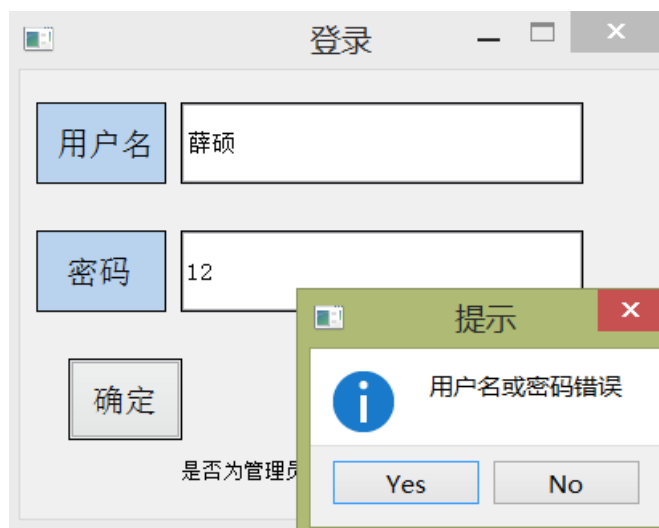 登录
用户名
薛硕
密码
12
提示
用户名或密码错误
确定
是否为管理员
Yes
No